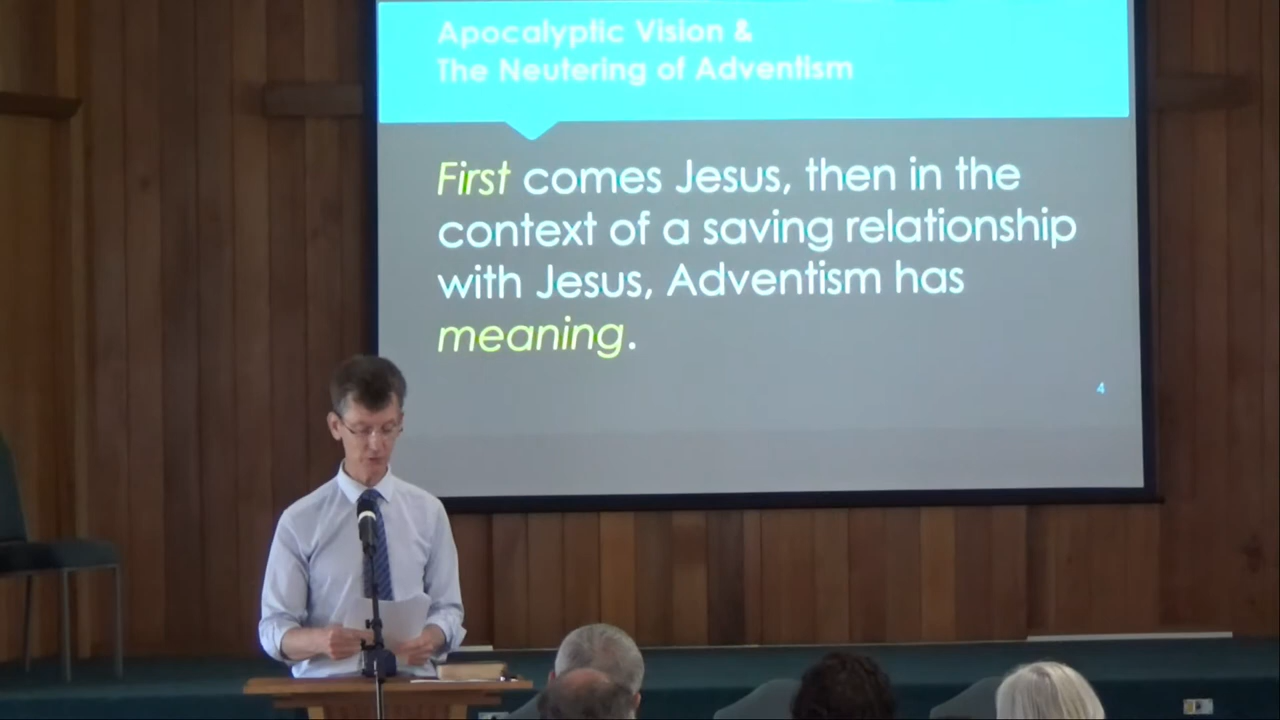 Apocalyptic Vision &
The Neutering of Adventism
First comes Jesus, then in the
context of a saving relationship
with Jesus, Adventism has
meaning.
4